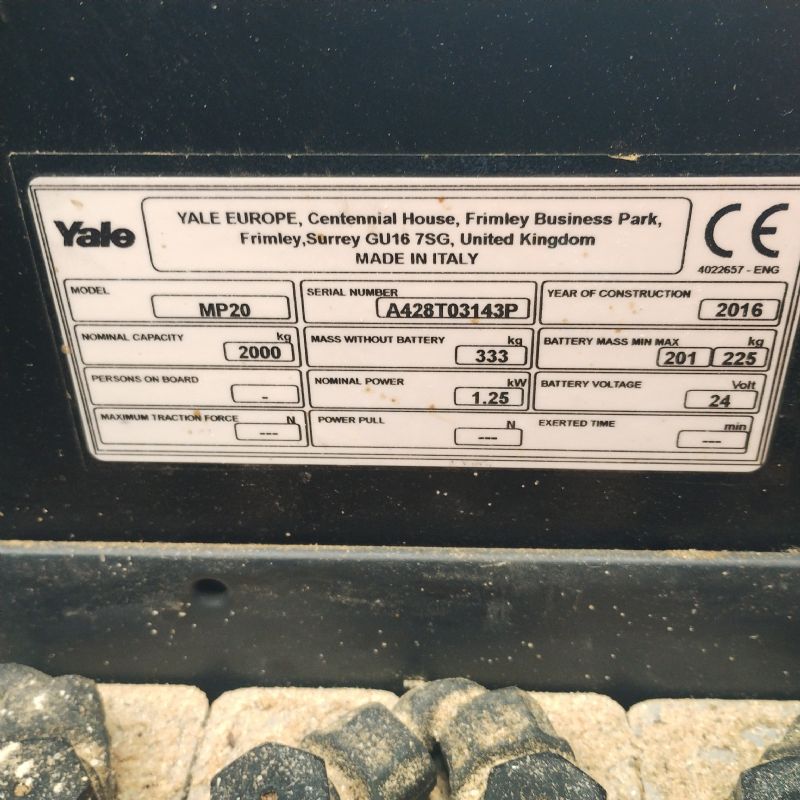 Yale
YALE EUROPE, Centennial House, Frimley Business Park,
Frimley,Surrey GU16 7SG, United Kingdom
MADE IN ITALY
CE
4022657 - ENG
MODEL
MP20
SERIAL NUMBER
A428T03143P
YEAR OF CONSTRUCTION
2016
NOMINAL CAPACITY kg
2000
MASS WITHOUT BATTERY kg
333
BATTERY MASS MIN MAX kg
201 225
PERSONS ON BOARD
-
NOMINAL POWER kW
1.25
BATTERY VOLTAGE Volt
24
MAXIMUM TRACTION FORCE N
---
POWER PULL N
---
EXERTED TIME min
---